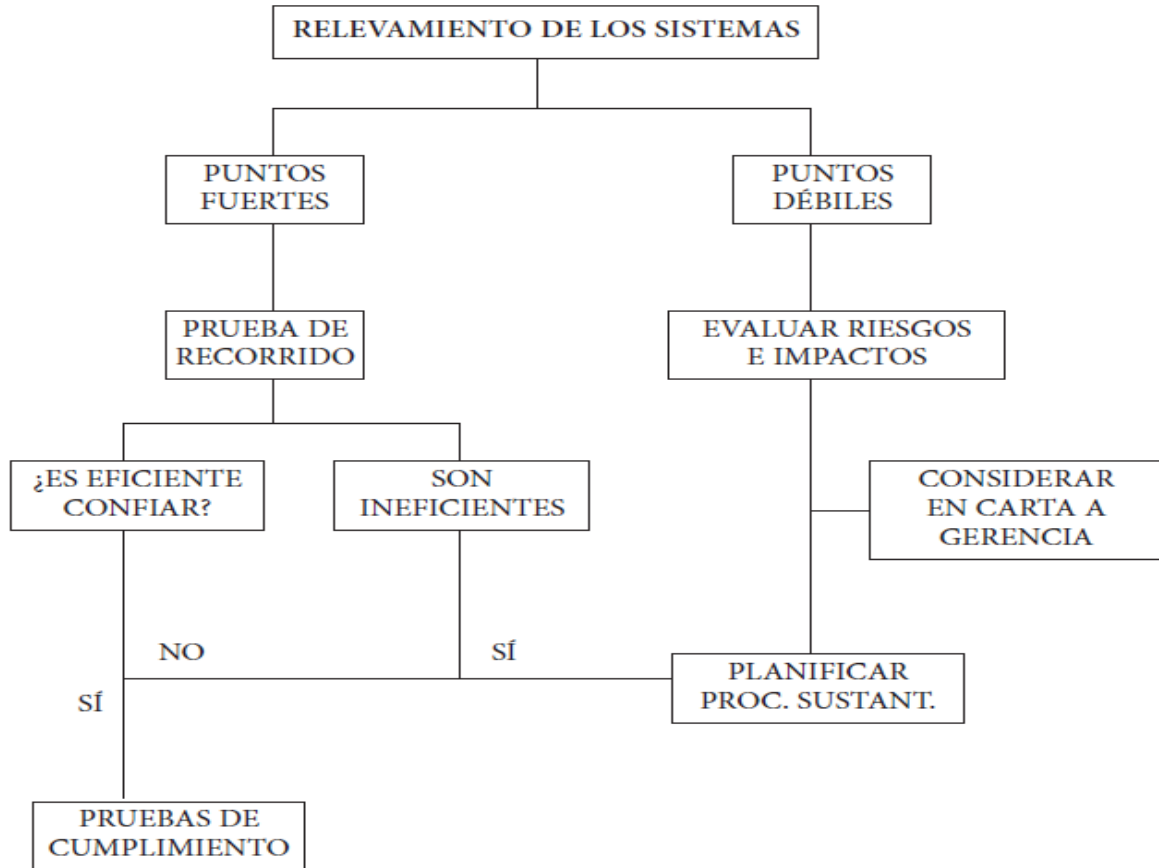 RELEVAMIENTO DE LOS SISTEMAS
PUNTOS
FUERTES
PUNTOS
DÉBILES
PRUEBA DE
RECORRIDO
EVALUAR RIESGOS
E IMPACTOS
¿ES EFICIENTE
CONFIAR?
SON
INEFICIENTES
CONSIDERAR
EN CARTA A
GERENCIA
NO
SÍ
PLANIFICAR
PROC. SUSTANT.
SÍ
PRUEBAS DE
CUMPLIMIENTO